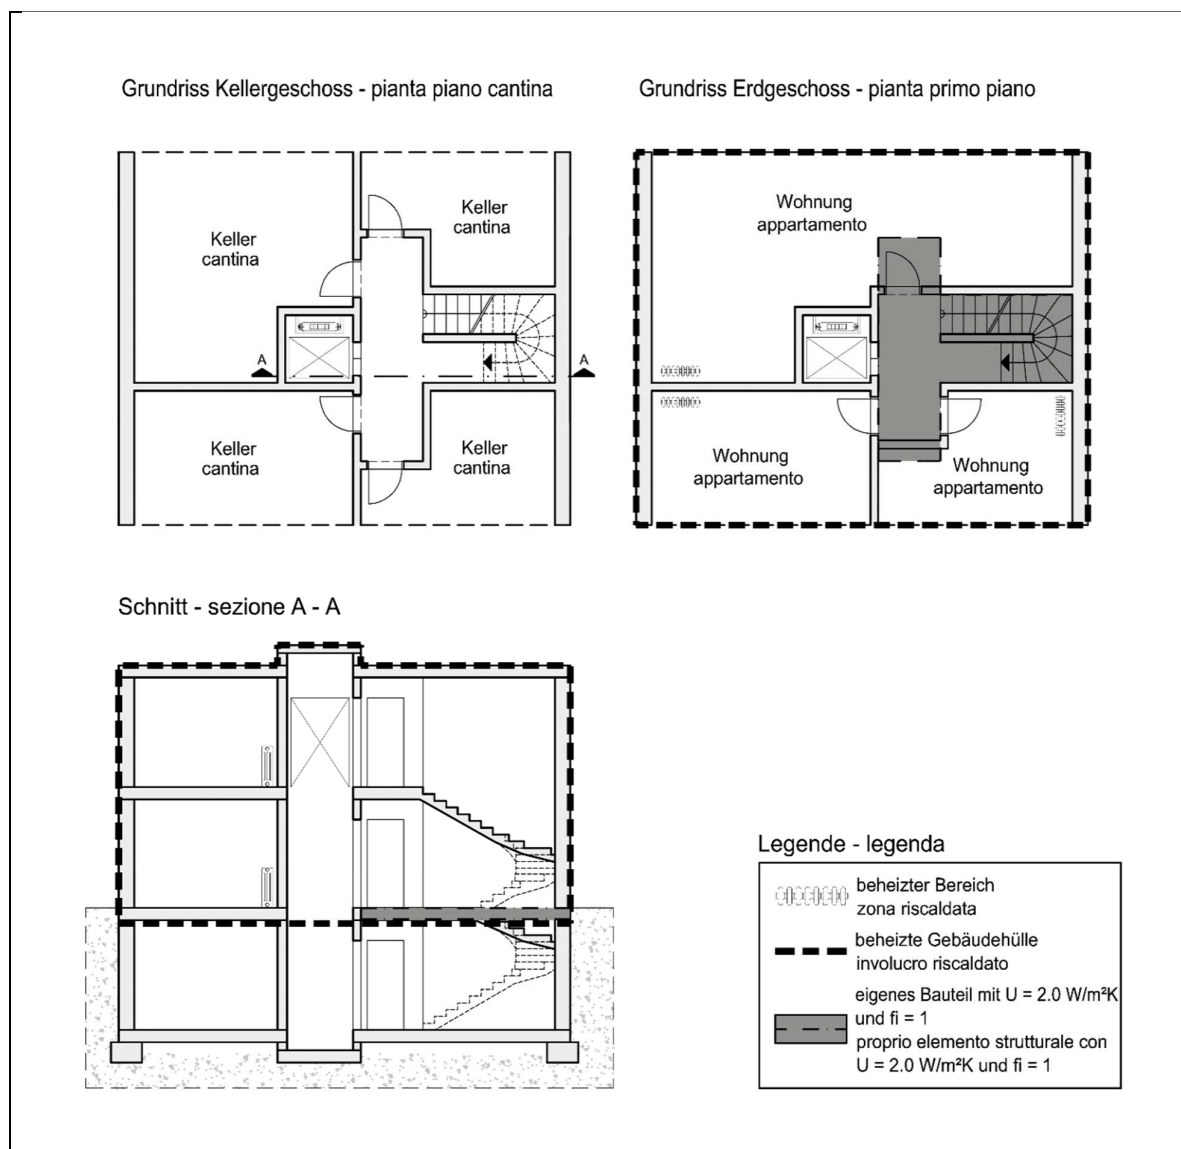 Grundriss Kellergeschoss - pianta piano cantina
Grundriss Erdgeschoss - pianta primo piano
Keller
cantina
Keller
cantina
A
A
Keller
cantina
Keller
cantina
Wohnung
appartamento
Wohnung
appartamento
Wohnung
appartamento
Schnitt - sezione A - A
Legende - legenda
beheizter Bereich
zona riscaldata
beheizte Gebäudehülle
involucro riscaldato
eigenes Bauteil mit U = 2.0 W/m²K
und fi = 1
proprio elemento strutturale con
U = 2.0 W/m²K und fi = 1